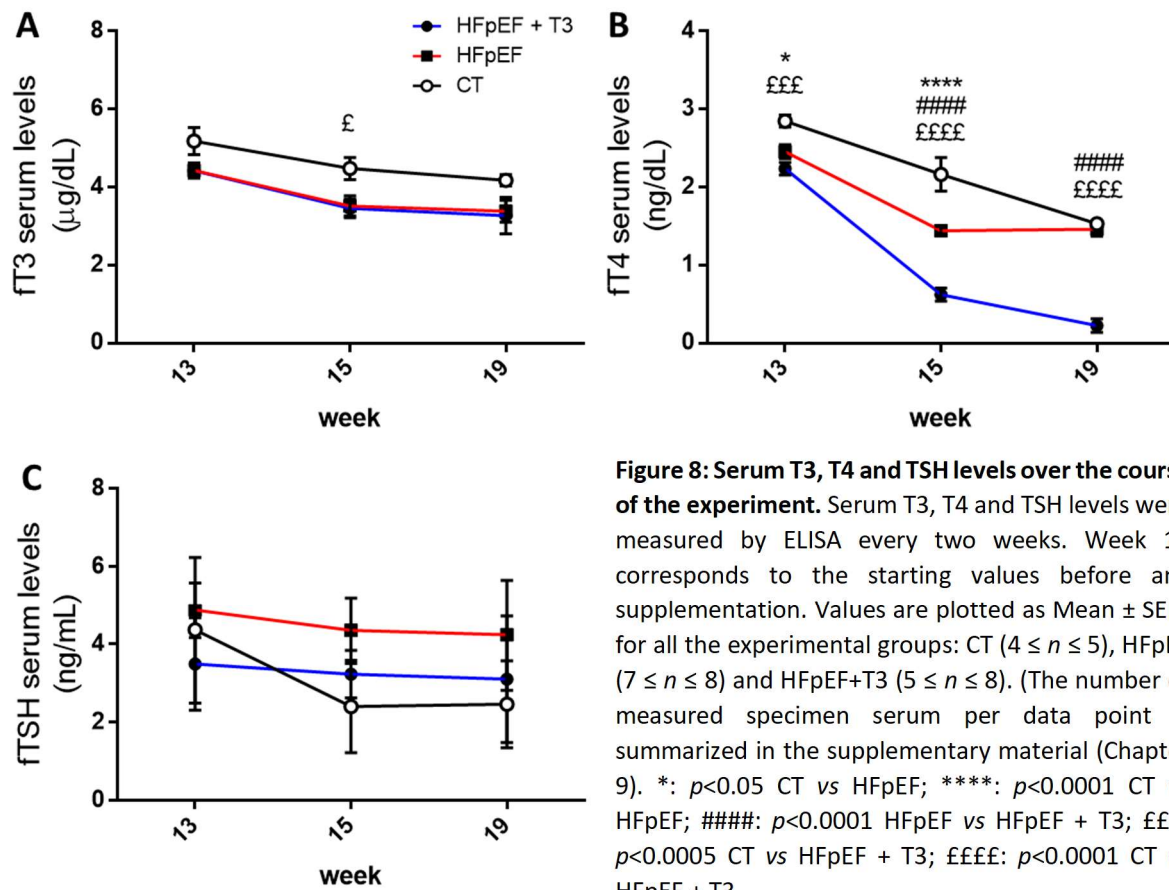 A
fT3 serum levels
(µg/dL)
8
6
4
2
0
13
15
19
week
£
HFpEF + T3
HFpEF
CT
B
fT4 serum levels
(ng/dL)
4
3
2
1
0
13
15
19
week
*
£££
****
####
££££
####
££££
C
fTSH serum levels
(ng/mL)
8
6
4
2
0
13
15
19
week
Figure 8: Serum T3, T4 and TSH levels over the cours
of the experiment. Serum T3, T4 and TSH levels wer
measured by ELISA every two weeks. Week 1
corresponds to the starting values before an
supplementation. Values are plotted as Mean ± SE
for all the experimental groups: CT (4 ≤ n ≤ 5), HFpE
(7 ≤ n ≤ 8) and HFpEF+T3 (5 ≤ n ≤ 8). (The number
measured specimen serum per data point
summarized in the supplementary material (Chapt
9). *: p<0.05 CT vs HFpEF; ****: p<0.0001 CT
HFpEF; ####: p<0.0001 HFpEF vs HFpEF + T3; ££
p<0.0005 CT vs HFpEF + T3; ££££: p<0.0001 CT
HFpEF + T3